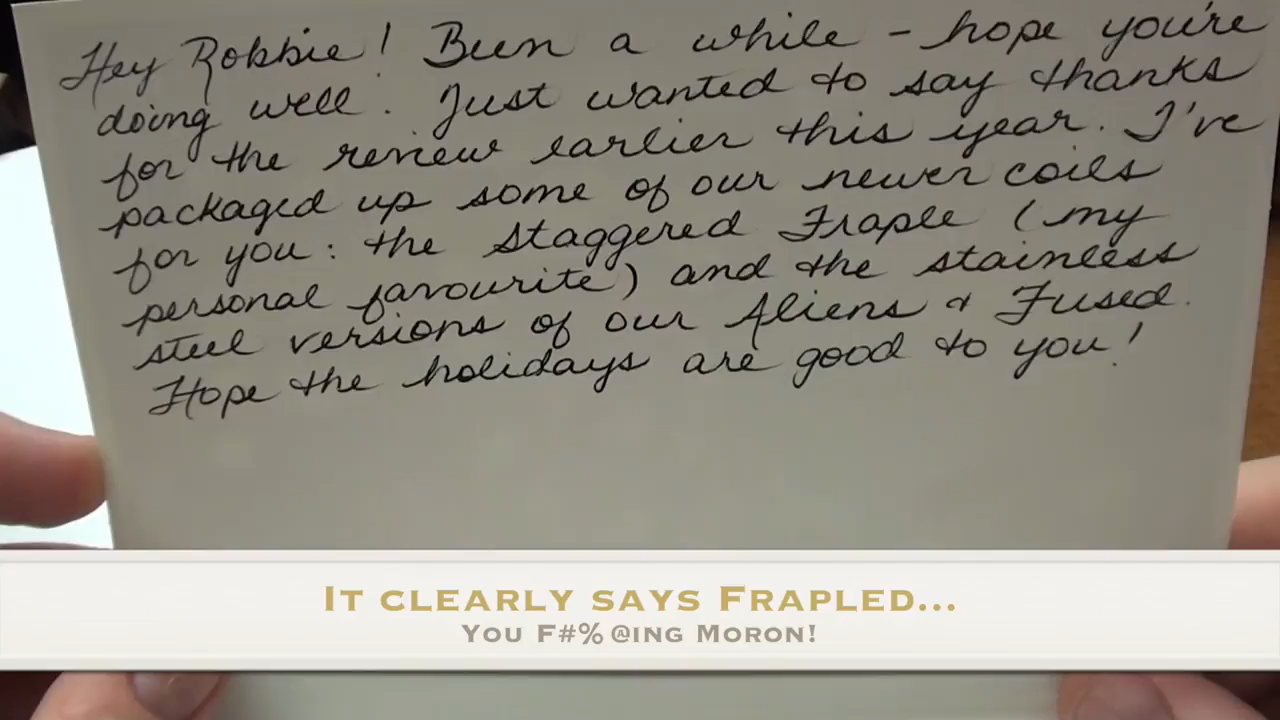 Hey Robbie! Been a while - hope you're
doing well. Just wanted to say thanks
for the review earlier this year. I've
packaged up some of our newer coils
for you: the Staggered Fraple (my
personal favourite) and the stainless
steel versions of our Aliens & Fused.
Hope the holidays are good to you!
It clearly says Frapled...
You F#%@ing Moron!